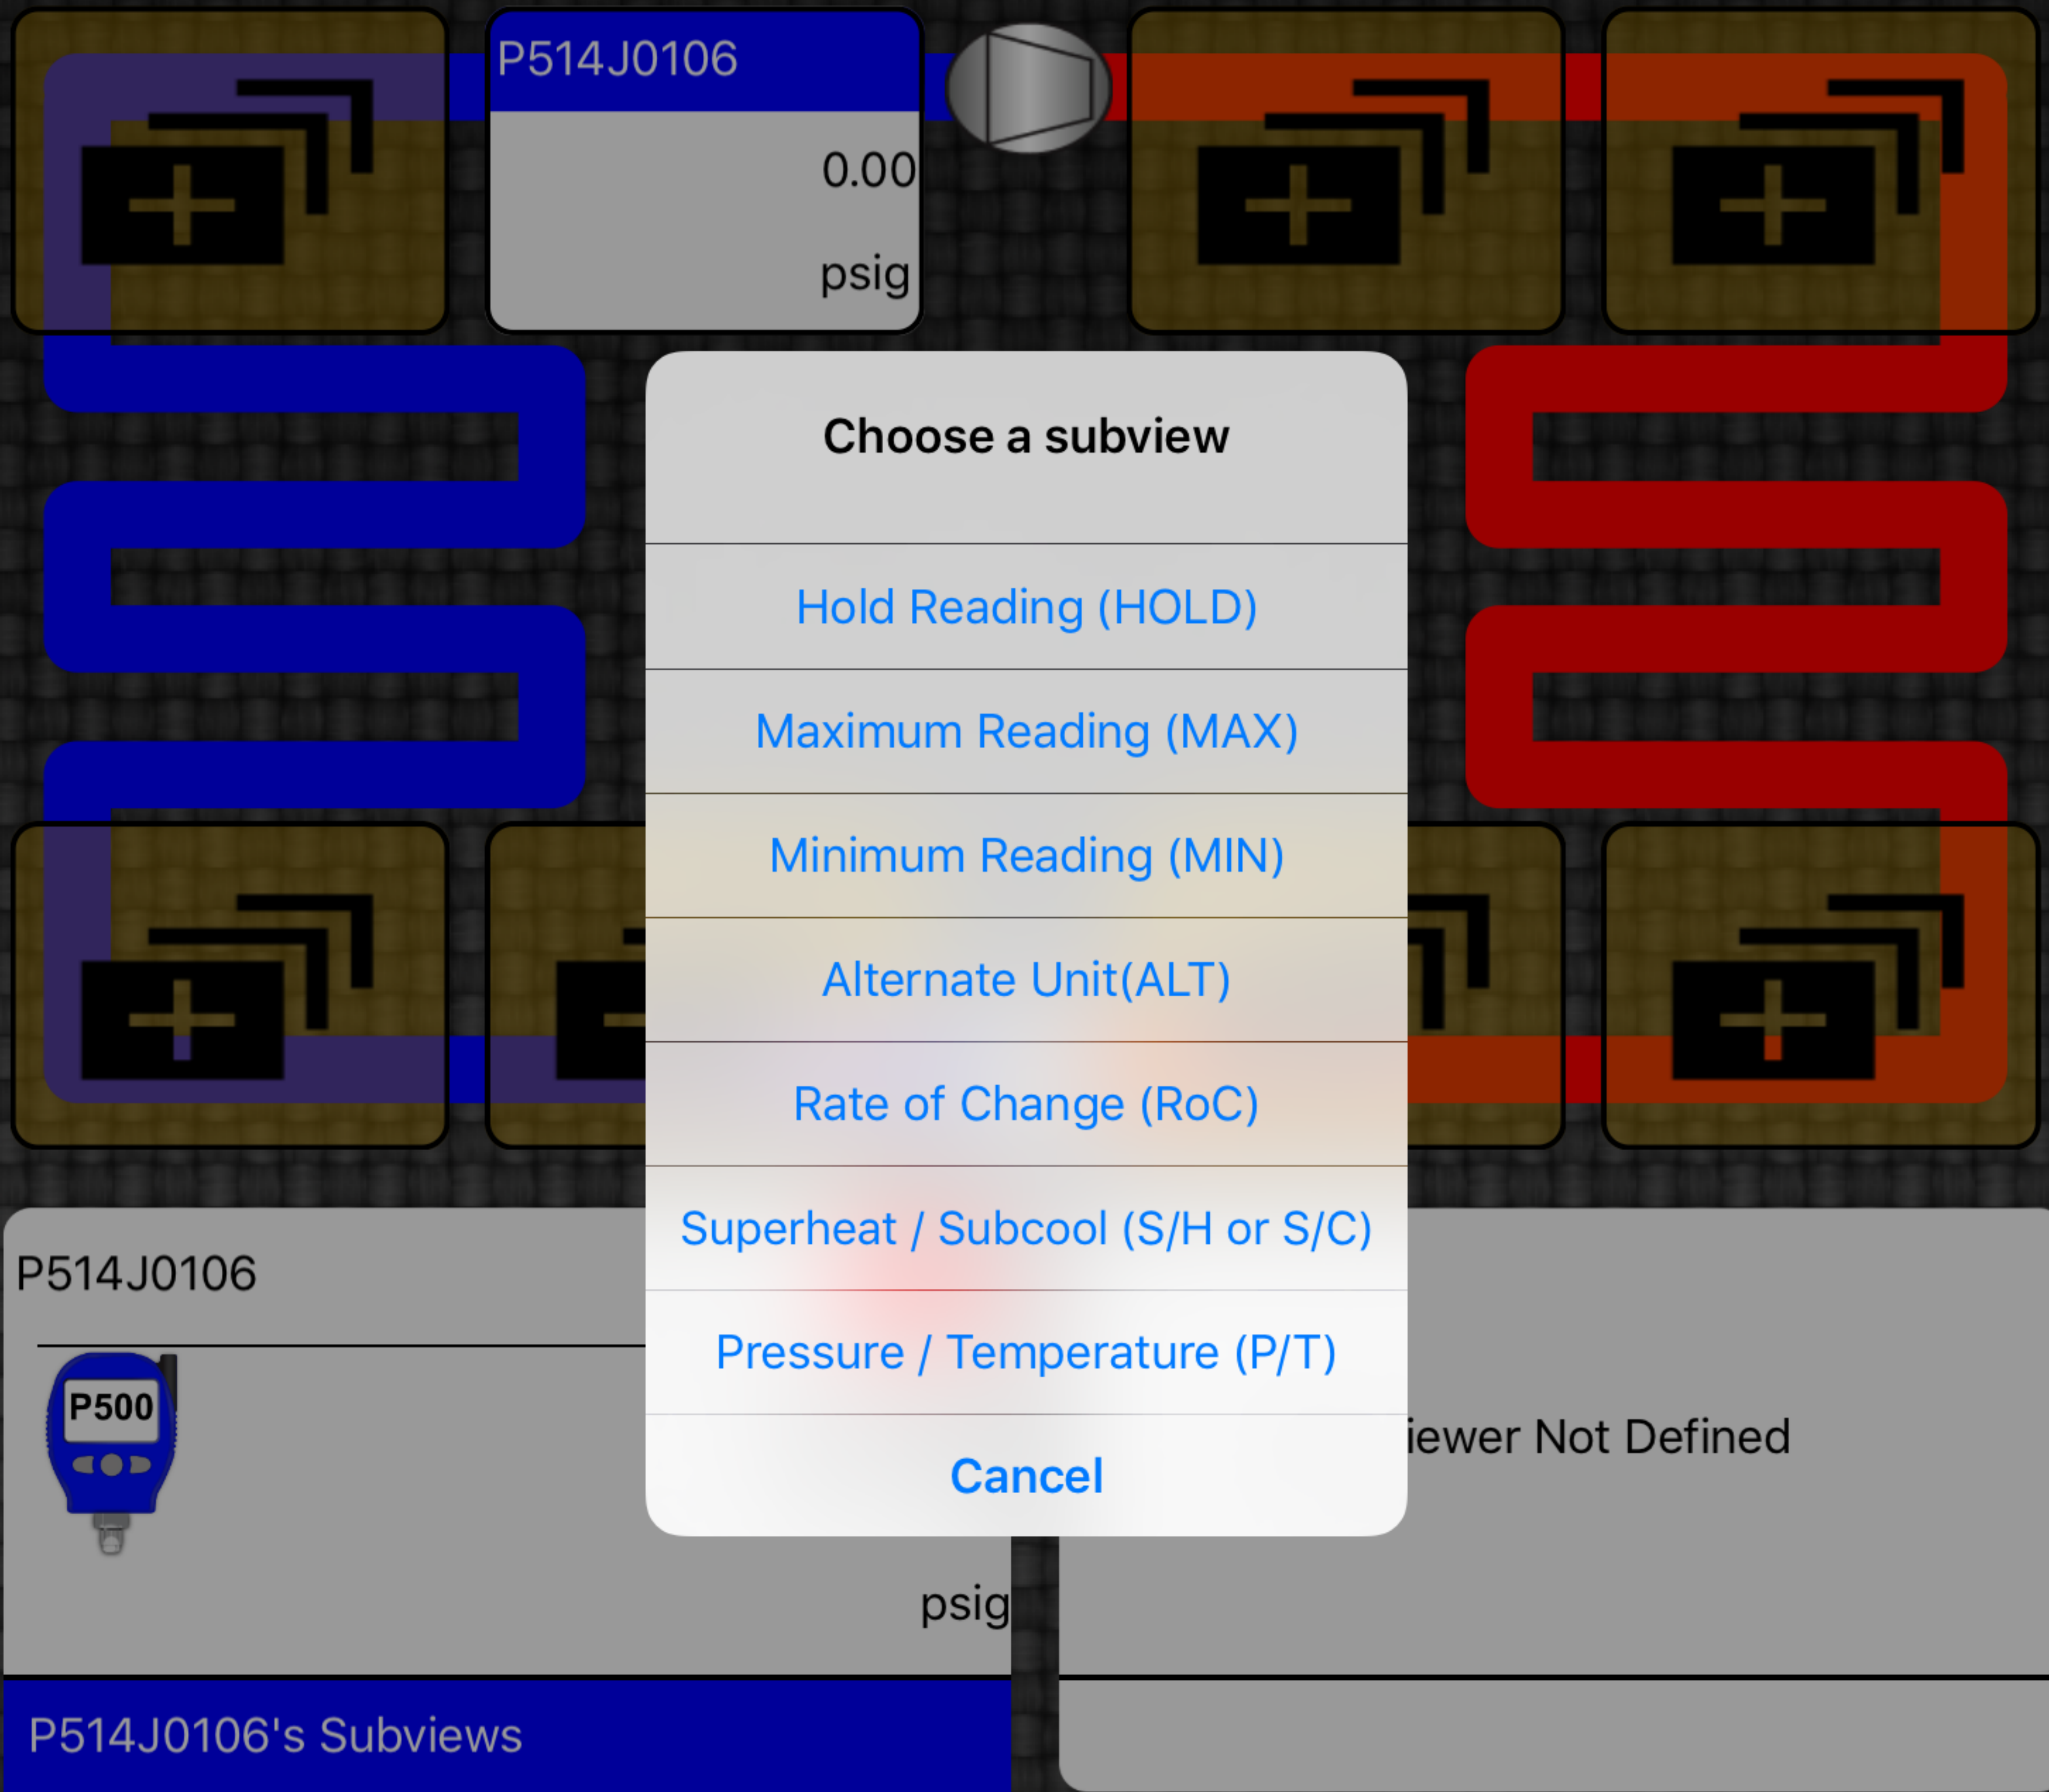 P514J0106
0.00
psig
Choose a subview
Hold Reading (HOLD)
Maximum Reading (MAX)
Minimum Reading (MIN)
Alternate Unit(ALT)
Rate of Change (RoC)
Superheat / Subcool (S/H or S/C)
Pressure / Temperature (P/T)
Cancel
P514J0106
P500
psig
P514J0106's Subviews
iewer Not Defined